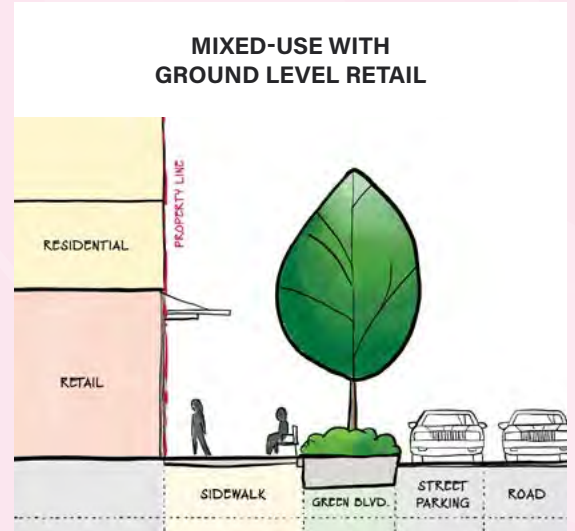 MIXED-USE WITH
GROUND LEVEL RETAIL
PROPERTY LINE
RESIDENTIAL
RETAIL
SIDEWALK
GREEN BLVD.
STREET
PARKING
ROAD